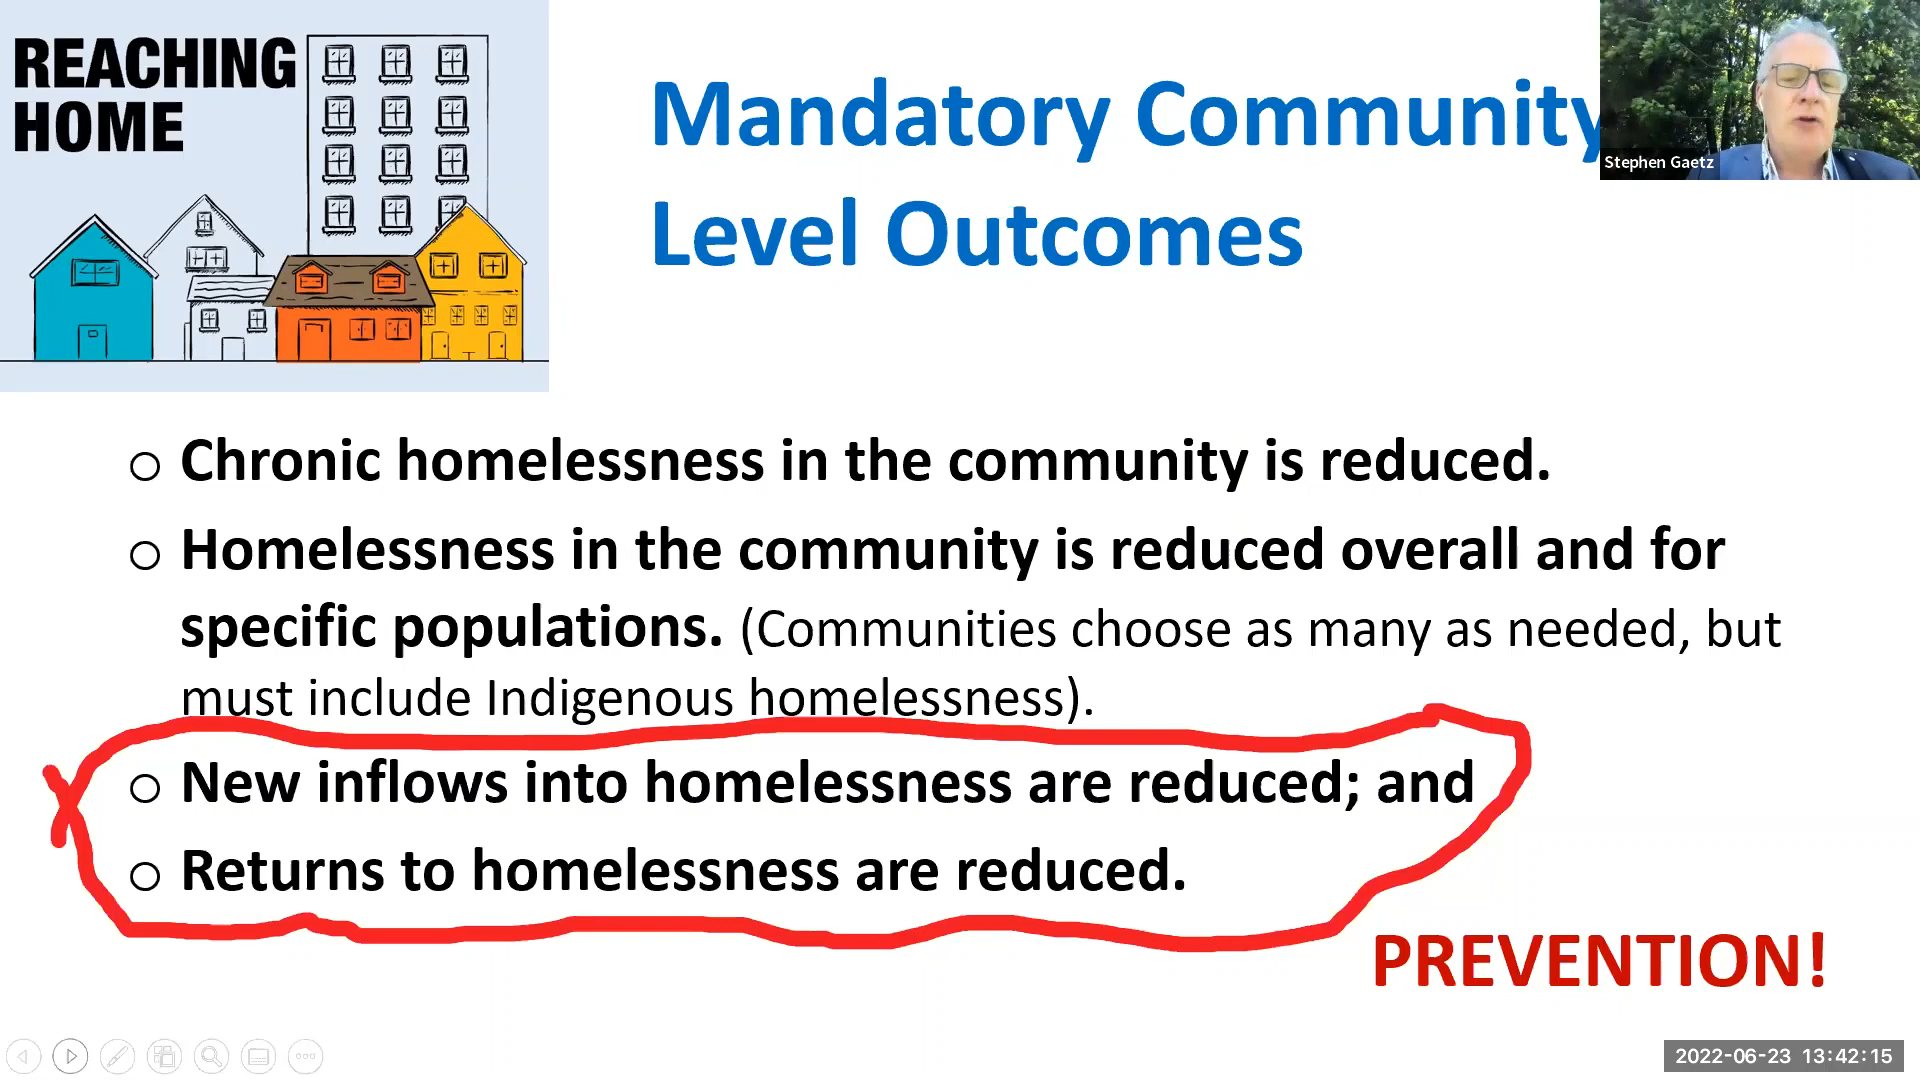 REACHING
HOME
Mandatory Community
Level Outcomes
Stephen Gaetz
o Chronic homelessness in the community is reduced.
o Homelessness in the community is reduced overall and for
specific populations. (Communities choose as many as needed, but
must include Indigenous homelessness).
o New inflows into homelessness are reduced; and
o Returns to homelessness are reduced.
PREVENTION!
2022-06-23 13:42:15